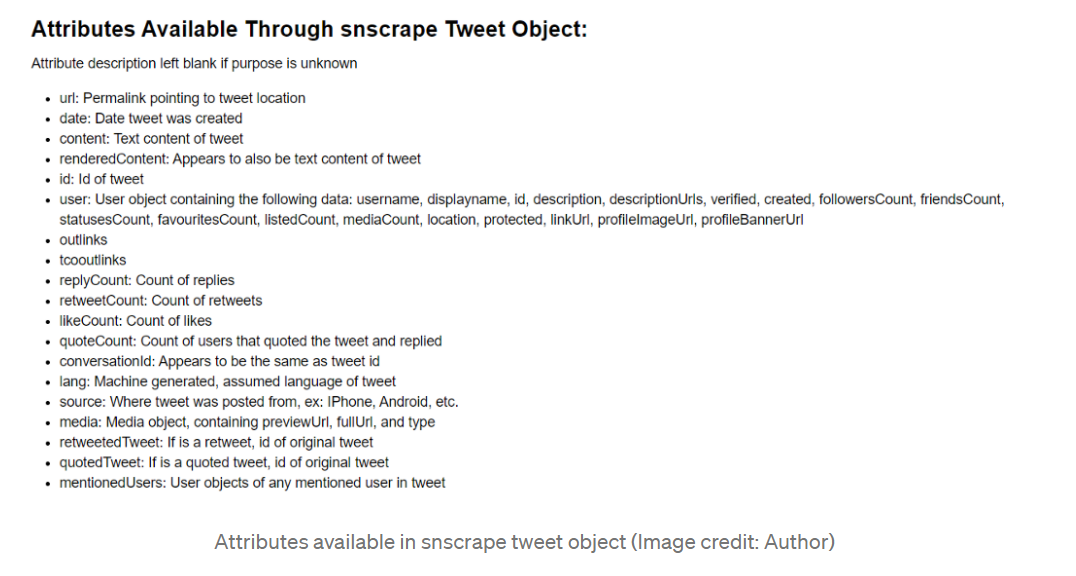 Attributes Available Through snscrape Tweet Object:
Attribute description left blank if purpose is unknown
• url: Permalink pointing to tweet location
• date: Date tweet was created
• content: Text content of tweet
• renderedContent: Appears to also be text content of tweet
• id: Id of tweet
• user: User object containing the following data: username, displayname, id, description, descriptionUrls, verified, created, followersCount, friendsCount,
statusesCount, favouritesCount, listedCount, mediaCount, location, protected, linkUrl, profileImageUrl, profileBannerUrl
• outlinks
• tcooutlinks
• replyCount: Count of replies
• retweetCount: Count of retweets
• likeCount: Count of likes
• quoteCount: Count of users that quoted the tweet and replied
• conversationId: Appears to be the same as tweet id
• lang: Machine generated, assumed language of tweet
• source: Where tweet was posted from, ex: IPhone, Android, etc.
• media: Media object, containing previewUrl, fullUrl, and type
• retweetedTweet: If is a retweet, id of original tweet
• quotedTweet: If is a quoted tweet, id of original tweet
• mentionedUsers: User objects of any mentioned user in tweet
Attributes available in snscrape tweet object (Image credit: Author)